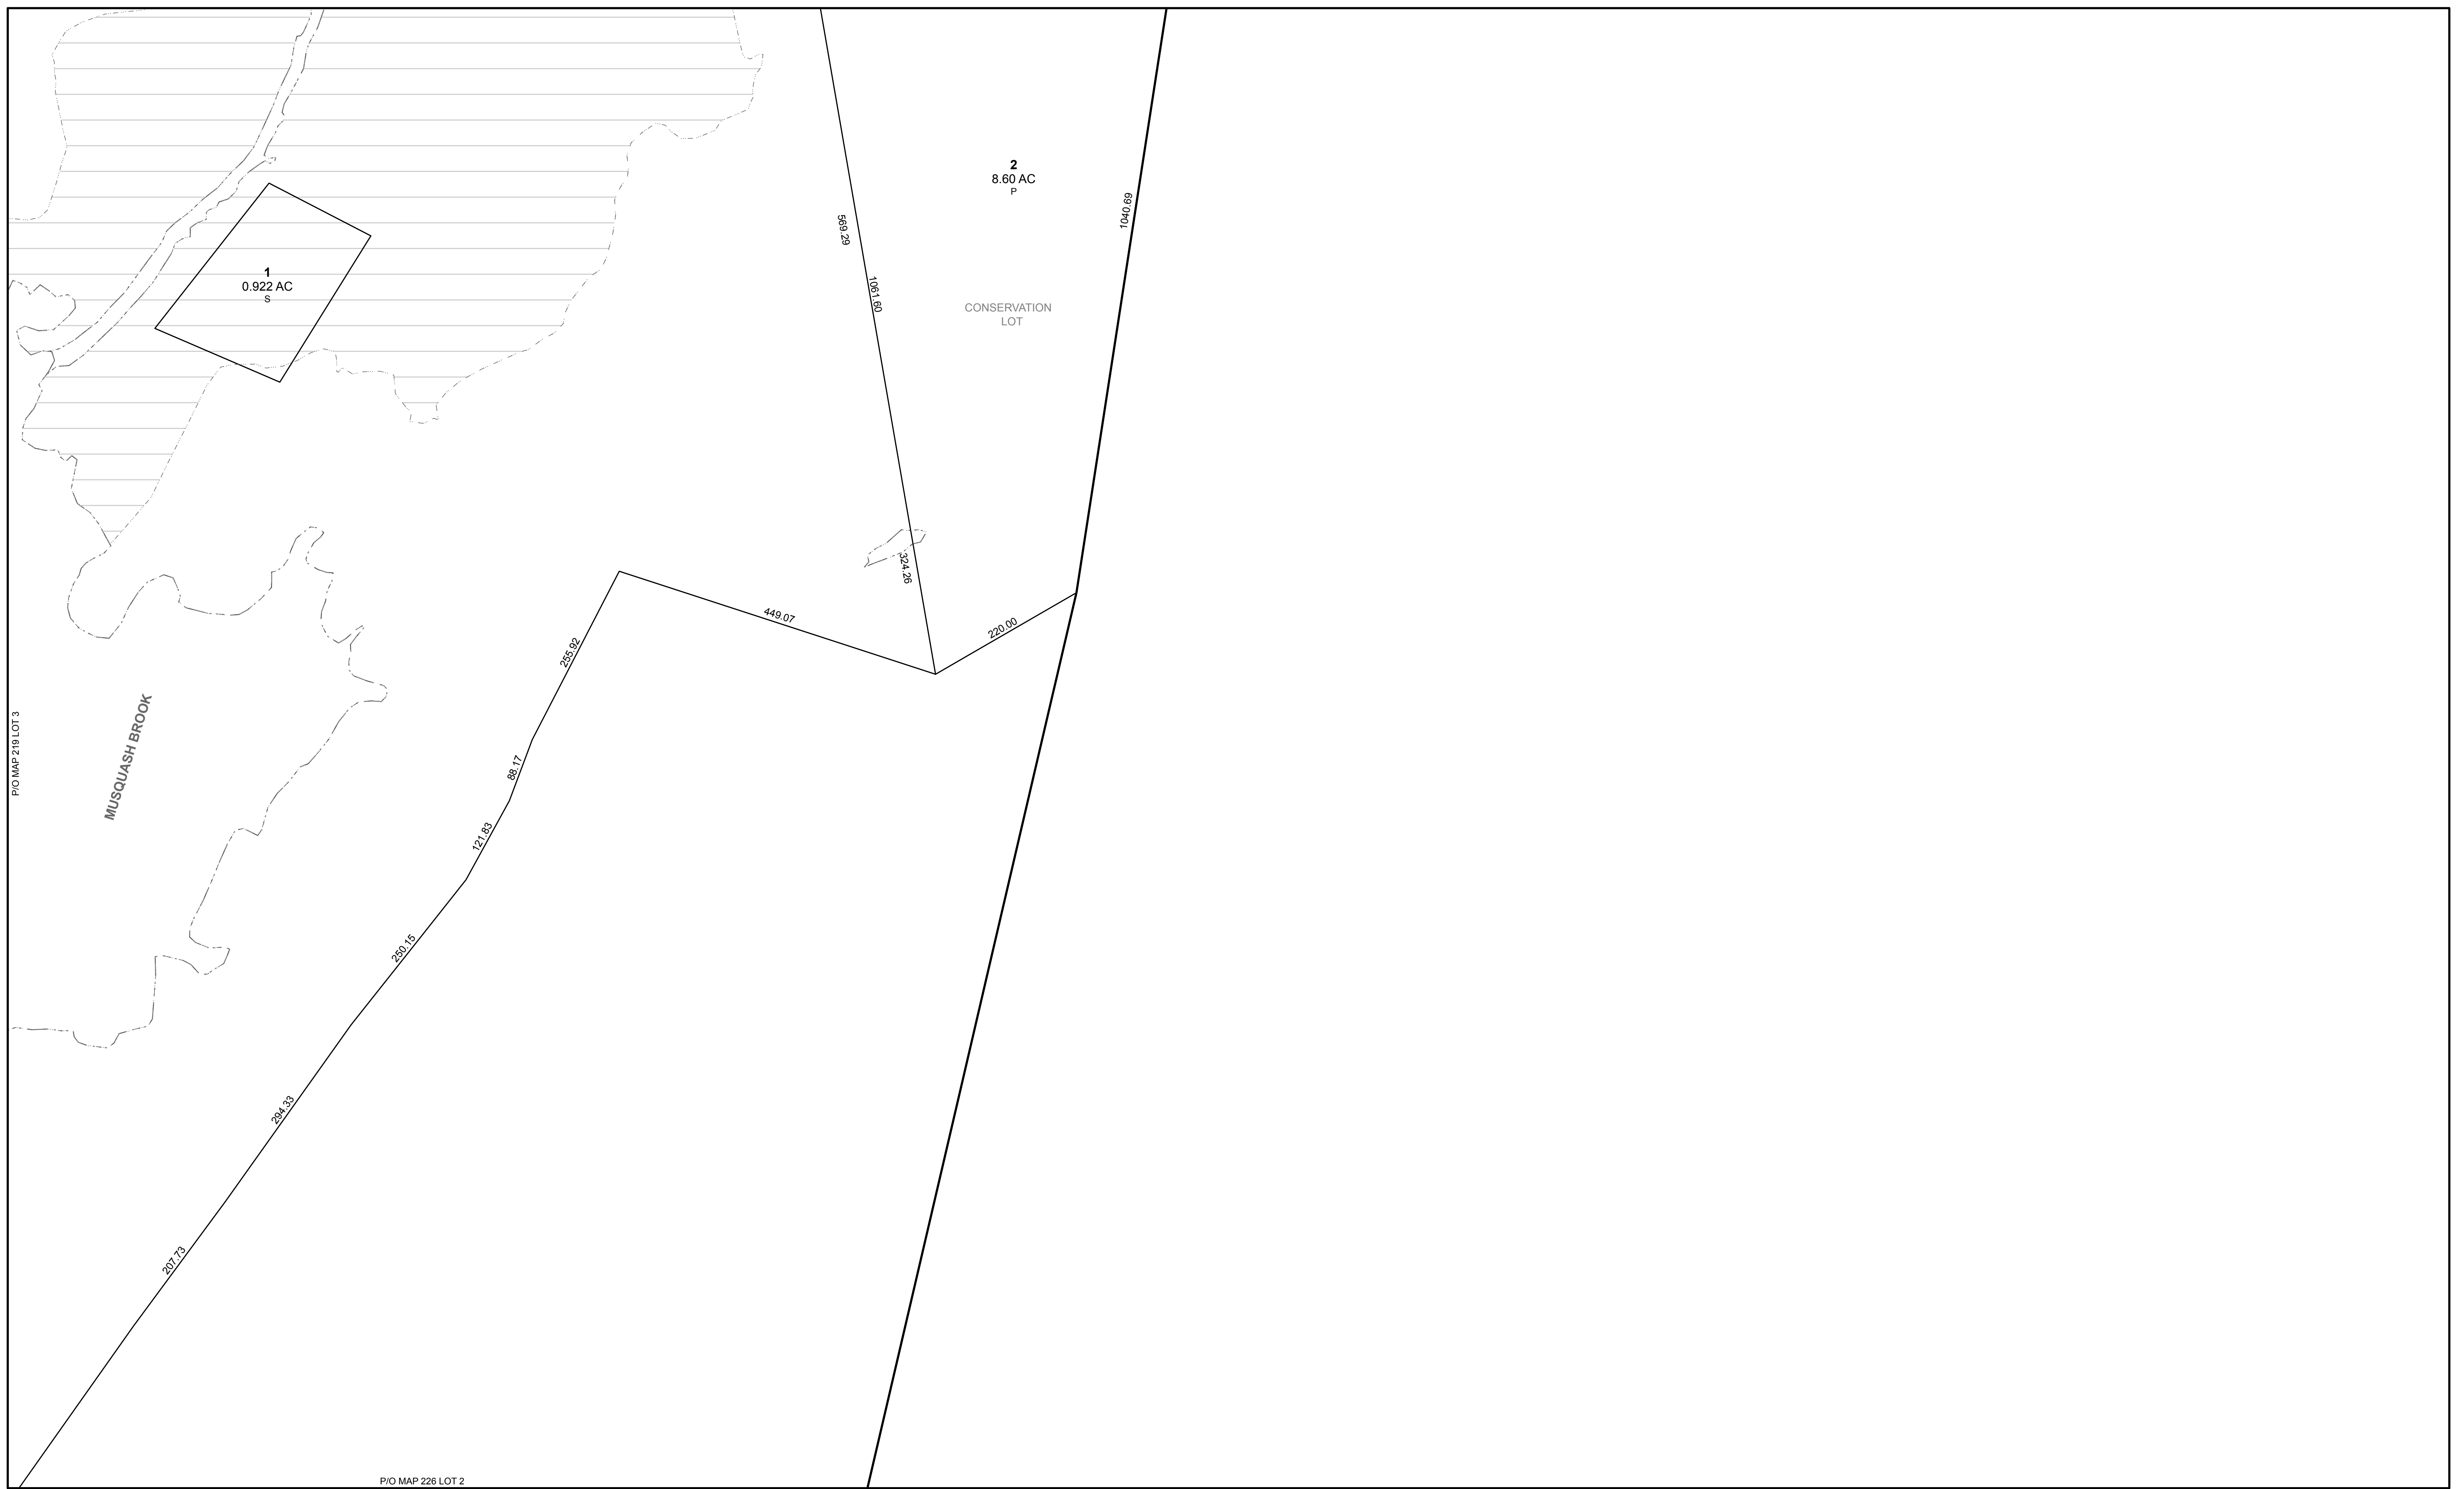 2
8.60 AC
P
1040.69
569.29
1
0.922 AC
S
1061.60
CONSERVATION
LOT
324.26
449.07
220.00
255.92
P/O MAP 219 LOT 3
MUSQUASH BROOK
88.17
121.83
250.15
294.33
207.73
P/O MAP 226 LOT 2